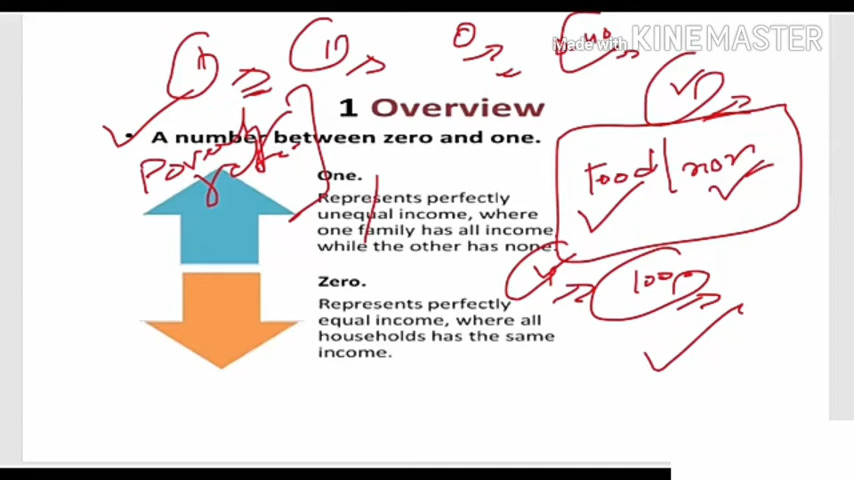 Made with KINEMASTER
1 Overview
• A number between zero and one.
Poverty
Food / non
One.
Represents perfectly
unequal income, where
one family has all income
while the other has none.
1000
Zero.
Represents perfectly
equal income, where all
households has the same
income.